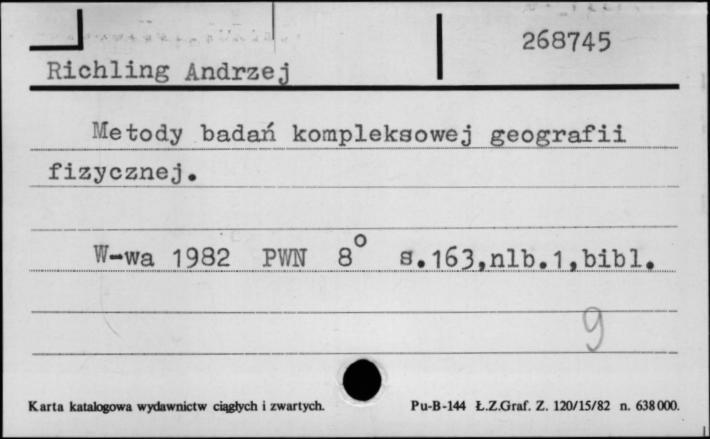 268745
Richling Andrzej
Metody badań kompleksowej geografii
fizycznej.
W-wa 1982 PWN 8° s.163,nlb.1,bibl.
9
Karta katalogowa wydawnictw ciągłych i zwartych. Pu-B-144 Ł.Z.Graf. Z. 120/15/82 n. 638000.